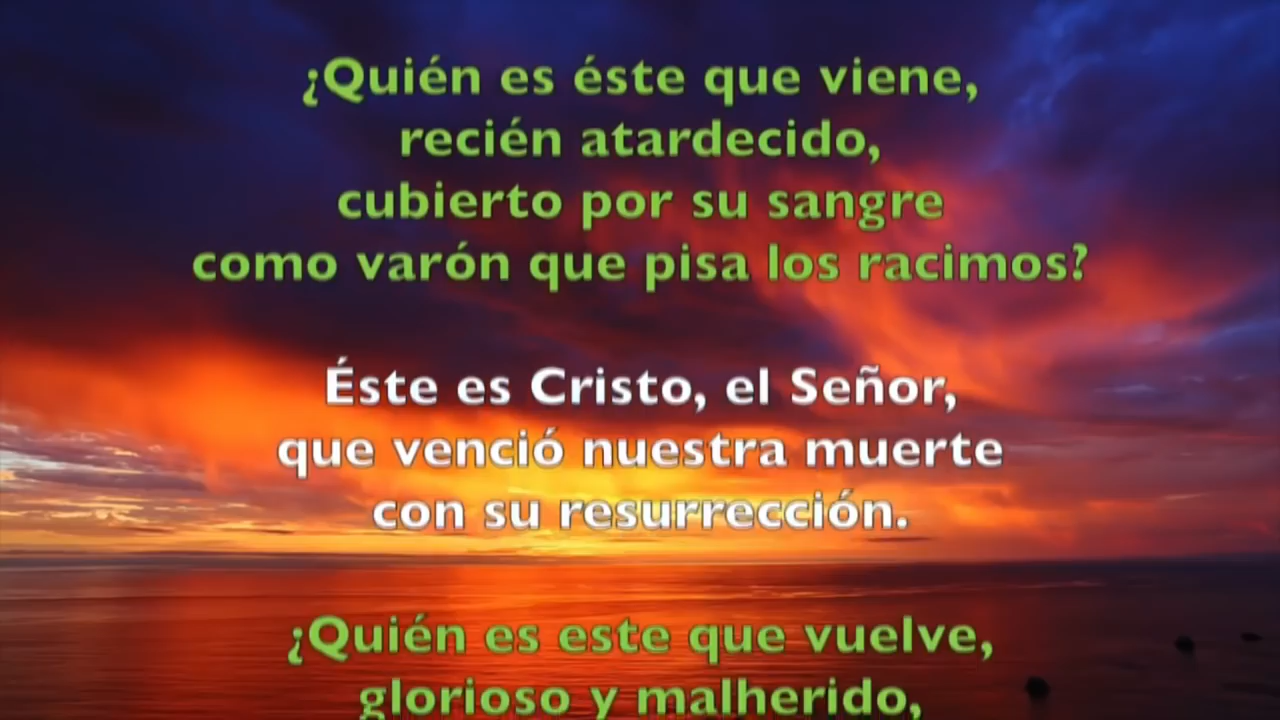 ¿Quién es éste que viene,
recién atardecido,
cubierto por su sangre
como varón que pisa los racimos?
Éste es Cristo, el Señor,
que venció nuestra muerte
con su resurrección.
¿Quién es este que vuelve,
glorioso y malherido,